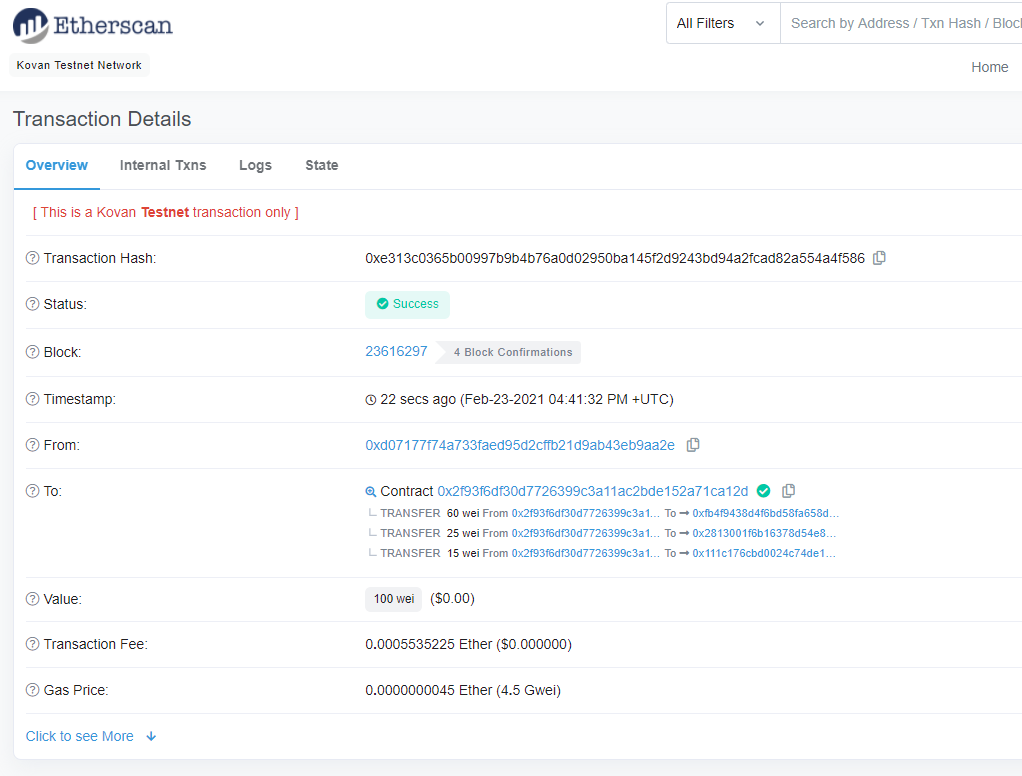 Etherscan
All Filters
Search by Address / Txn Hash / Bloc
Kovan Testnet Network
Home
Transaction Details
Overview Internal Txns Logs State
[ This is a Kovan Testnet transaction only ]
Transaction Hash: 0xe313c0365b00997b9b4b76a0d02950ba145f2d9243bd94a2fcad82a554a4f586
Status: Success
Block: 23616297 4 Block Confirmations
Timestamp: 22 secs ago (Feb-23-2021 04:41:32 PM +UTC)
From: 0xd07177f74a733faed95d2cffb21d9ab43eb9aa2e
To: Contract 0x2f93f6df30d7726399c3a11ac2bde152a71ca12d
TRANSFER 60 wei From 0x2f93f6df30d7726399c3a1... To → 0xfb4f9438d4f6bd58fa658d...
TRANSFER 25 wei From 0x2f93f6df30d7726399c3a1... To → 0x2813001f6b16378d54e8...
TRANSFER 15 wei From 0x2f93f6df30d7726399c3a1... To → 0x111c176cbd0024c74de1...
Value: 100 wei ($0.00)
Transaction Fee: 0.0005535225 Ether ($0.000000)
Gas Price: 0.0000000045 Ether (4.5 Gwei)
Click to see More ↓